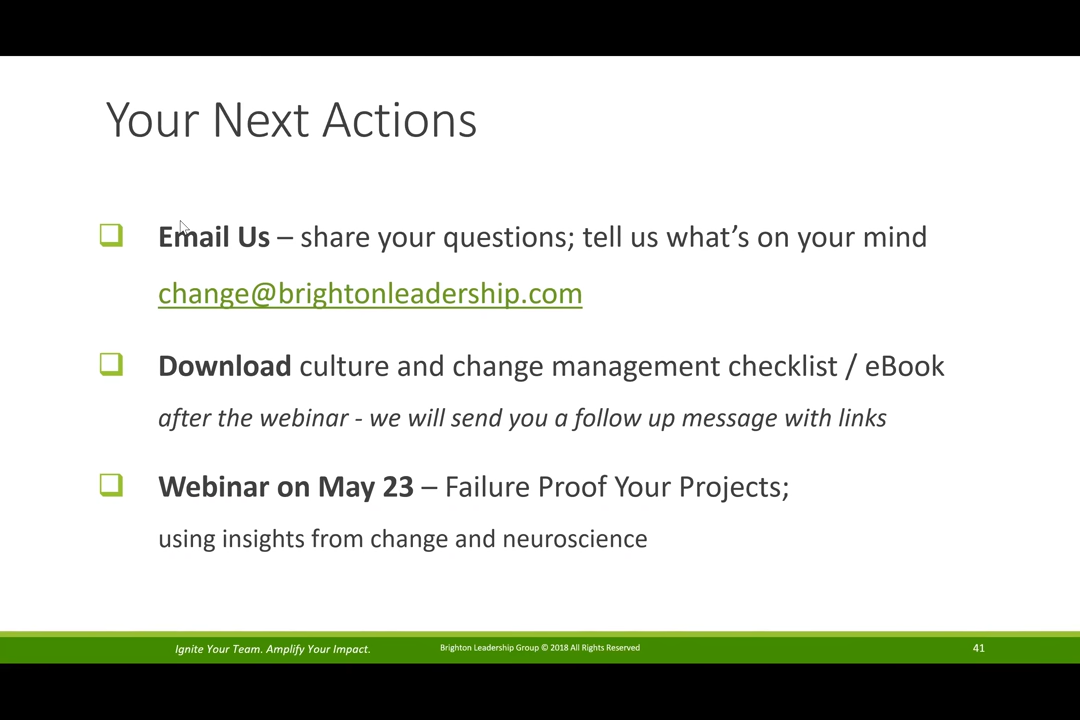 Your Next Actions
Email Us – share your questions; tell us what’s on your mind
change@brightonleadership.com
Download culture and change management checklist / eBook
after the webinar - we will send you a follow up message with links
Webinar on May 23 – Failure Proof Your Projects;
using insights from change and neuroscience
Ignite Your Team. Amplify Your Impact.
Brighton Leadership Group © 2018 All Rights Reserved
41